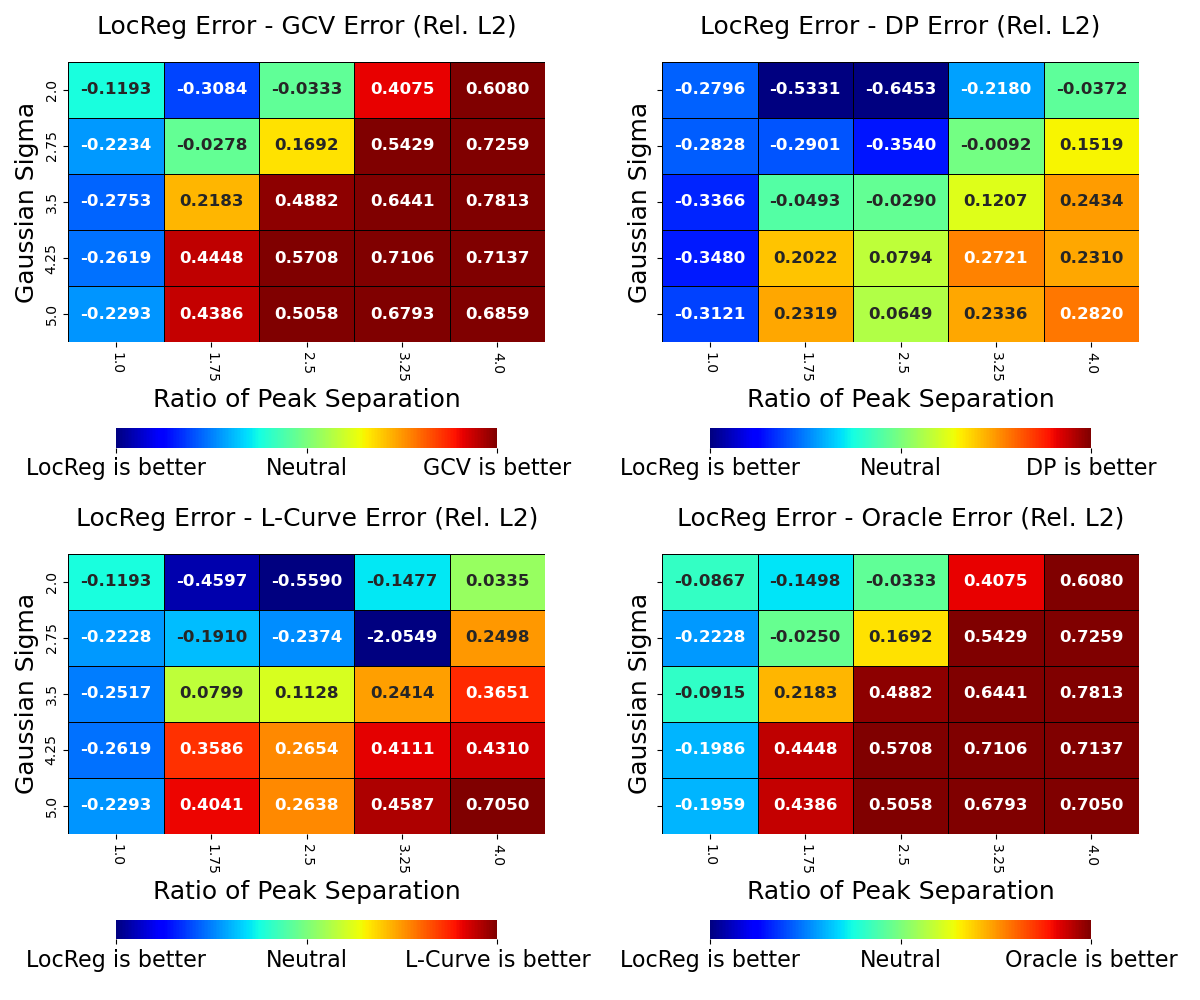 LocReg Error - GCV Error (Rel. L2)
Gaussian Sigma
2.0 -0.1193 -0.3084 -0.0333 0.4075 0.6080
2.75 -0.2234 -0.0278 0.1692 0.5429 0.7259
3.5 -0.2753 0.2183 0.4882 0.6441 0.7813
4.25 -0.2619 0.4448 0.5708 0.7106 0.7137
5.0 -0.2293 0.4386 0.5058 0.6793 0.6859
1.0 1.75 2.5 3.25 4.0
Ratio of Peak Separation
LocReg is better Neutral GCV is better
LocReg Error - DP Error (Rel. L2)
Gaussian Sigma
-0.2796 -0.5331 -0.6453 -0.2180 -0.0372
-0.2828 -0.2901 -0.3540 -0.0092 0.1519
-0.3366 -0.0493 -0.0290 0.1207 0.2434
-0.3480 0.2022 0.0794 0.2721 0.2310
-0.3121 0.2319 0.0649 0.2336 0.2820
1.0 1.75 2.5 3.25 4.0
Ratio of Peak Separation
LocReg is better Neutral DP is better
LocReg Error - L-Curve Error (Rel. L2)
Gaussian Sigma
2.0 -0.1193 -0.4597 -0.5590 -0.1477 0.0335
2.75 -0.2228 -0.1910 -0.2374 -2.0549 0.2498
3.5 -0.2517 0.0799 0.1128 0.2414 0.3651
4.25 -0.2619 0.3586 0.2654 0.4111 0.4310
5.0 -0.2293 0.4041 0.2638 0.4587 0.7050
1.0 1.75 2.5 3.25 4.0
Ratio of Peak Separation
LocReg is better Neutral L-Curve is better
LocReg Error - Oracle Error (Rel. L2)
Gaussian Sigma
-0.0867 -0.1498 -0.0333 0.4075 0.6080
-0.2228 -0.0250 0.1692 0.5429 0.7259
-0.0915 0.2183 0.4882 0.6441 0.7813
-0.1986 0.4448 0.5708 0.7106 0.7137
-0.1959 0.4386 0.5058 0.6793 0.7050
1.0 1.75 2.5 3.25 4.0
Ratio of Peak Separation
LocReg is better Neutral Oracle is better